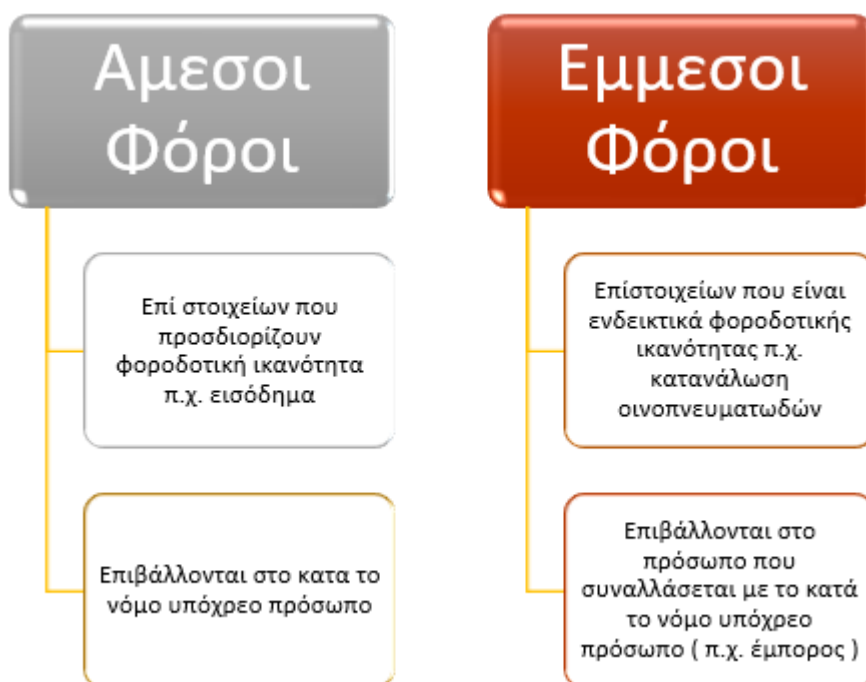 Αμεσοι
Φόροι
Επί στοιχείων που
προσδιορίζουν
φοροδοτική ικανότητα
π.χ. εισόδημα
Επιβάλλονται στο κατα το
νόμο υπόχρεο πρόσωπο
Εμμεσοι
Φόροι
Επίστοιχείων που είναι
ενδεικτικά φοροδοτικής
ικανότητας π.χ.
κατανάλωση
οινοπνευματωδών
Επιβάλλονται στο
πρόσωπο που
συναλλάσεται με το κατά
το νόμο υπόχρεο
πρόσωπο ( π.χ. έμπορος )